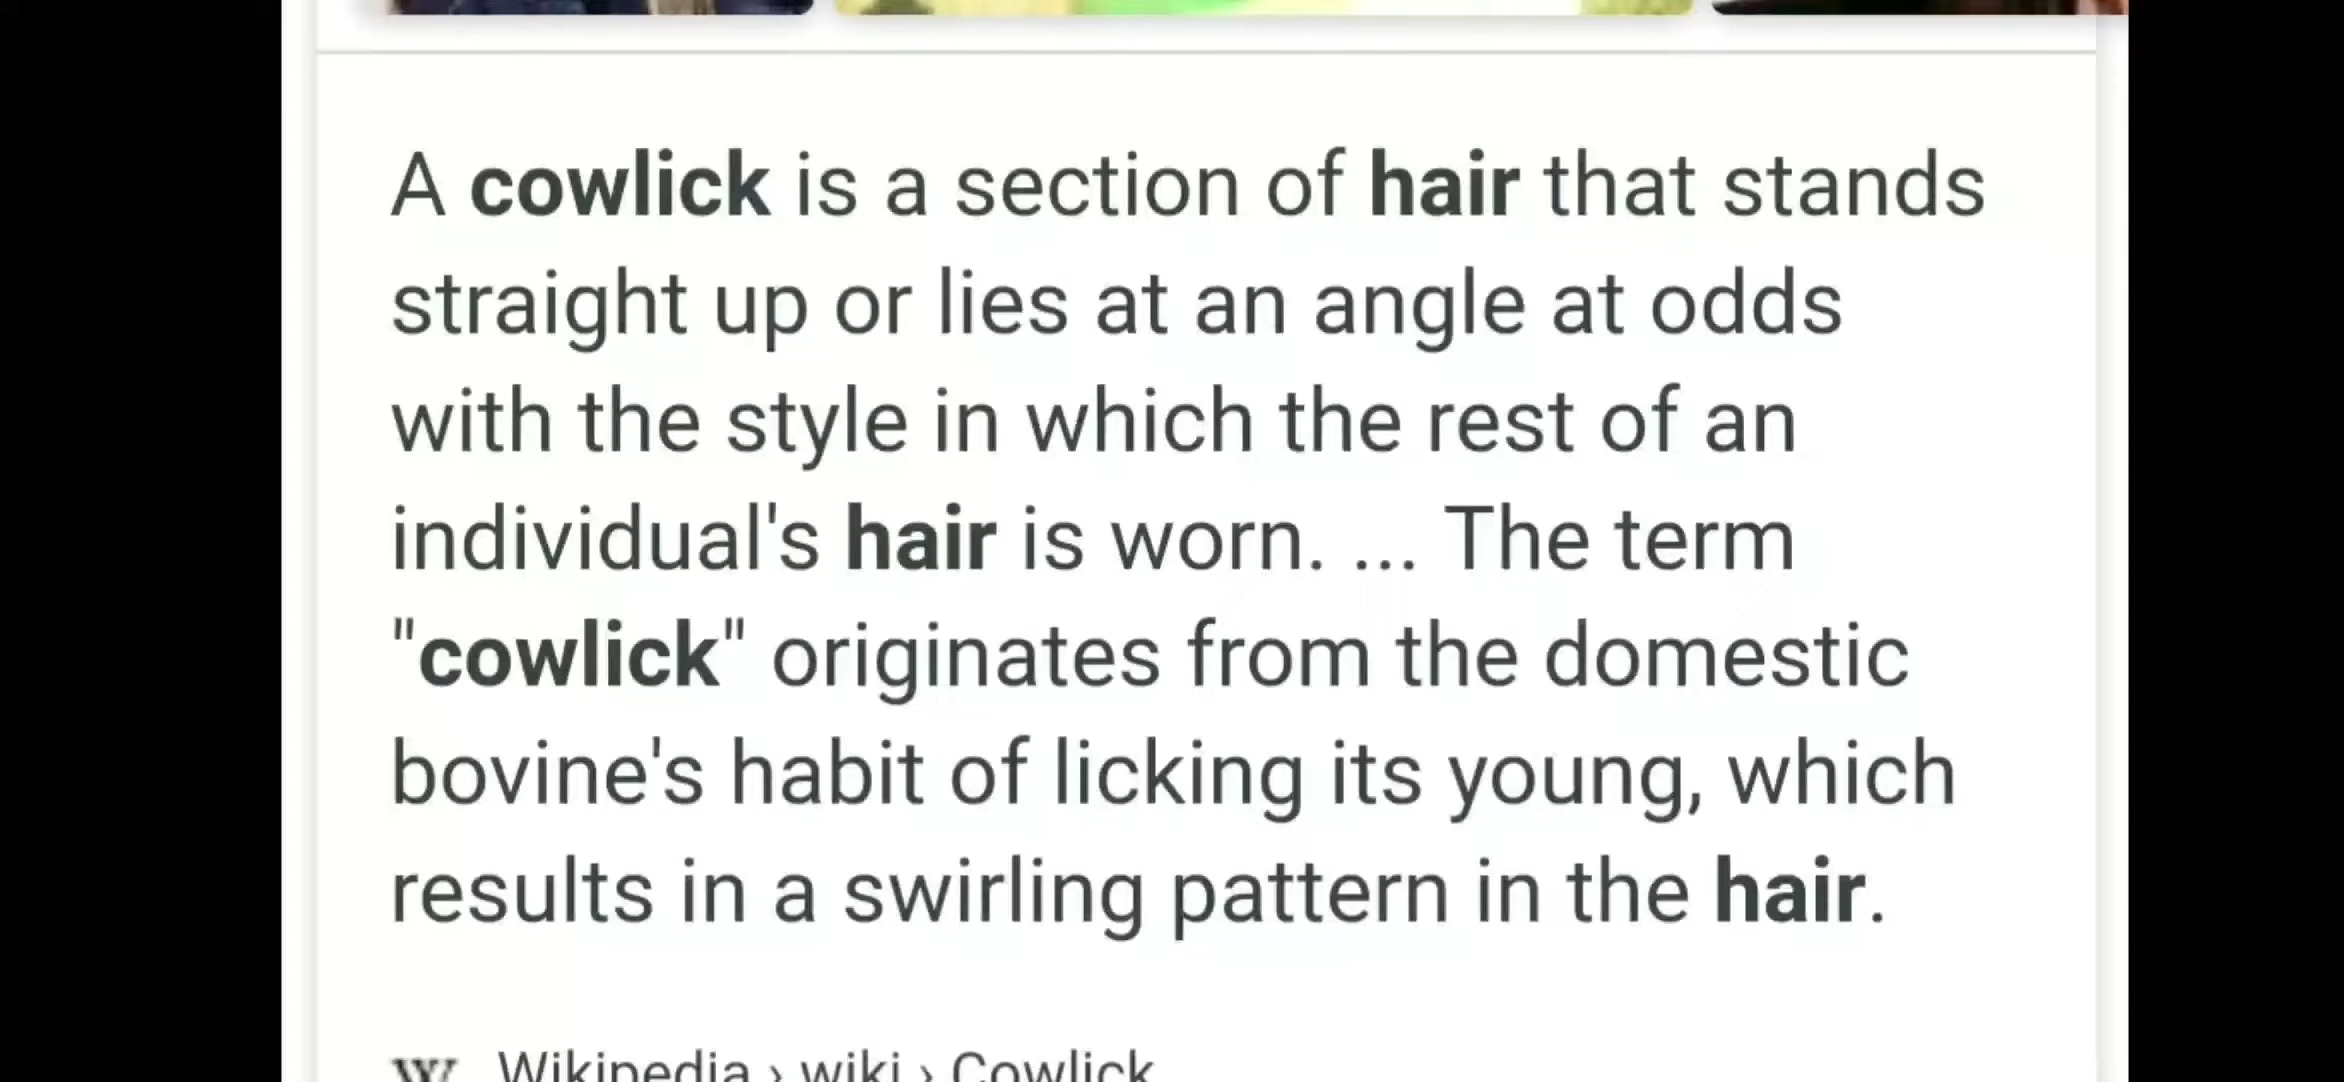 A cowlick is a section of hair that stands
straight up or lies at an angle at odds
with the style in which the rest of an
individual's hair is worn. ... The term
"cowlick" originates from the domestic
bovine's habit of licking its young, which
results in a swirling pattern in the hair.
W Wikipedia › wiki › Cowlick